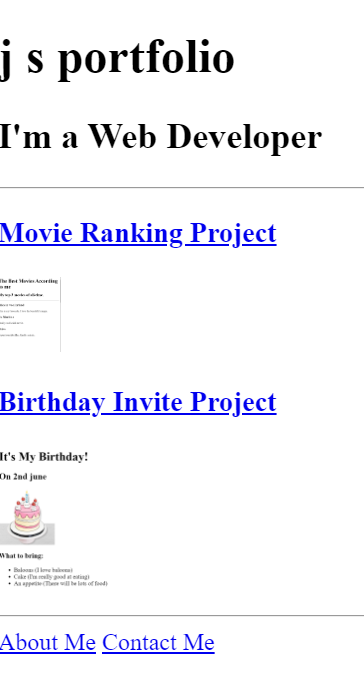 j s portfolio
I'm a Web Developer
Movie Ranking Project
The Best Movies According
to me
Birthday Invite Project
It's My Birthday!
On 2nd june
What to bring:
Baloons (I love baloons)
Cake (I'm really good at eating)
An appetite (There will be lots of food)
About Me Contact Me